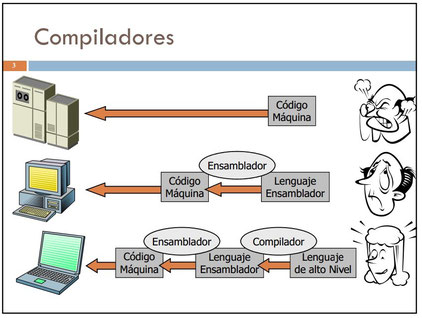 Compiladores
3
Código
Máquina
Ensamblador
Código
Máquina
Lenguaje
Ensamblador
Ensamblador
Compilador
Código
Máquina
Lenguaje
Ensamblador
Lenguaje
de alto Nivel